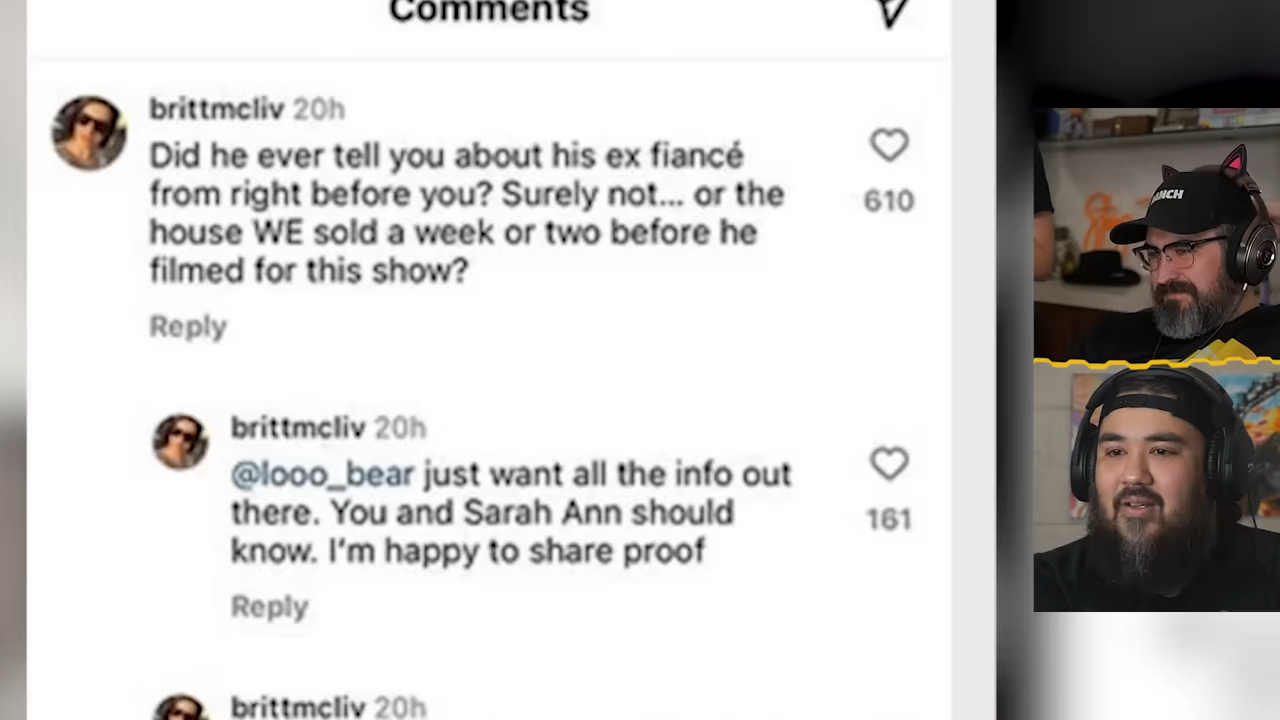 Comments
brittmcliv 20h
Did he ever tell you about his ex fiancé
from right before you? Surely not... or the
house WE sold a week or two before he
filmed for this show?
610
Reply
brittmcliv 20h
@looo_bear just want all the info out
there. You and Sarah Ann should
know. I'm happy to share proof
161
Reply
brittmcliv 20h